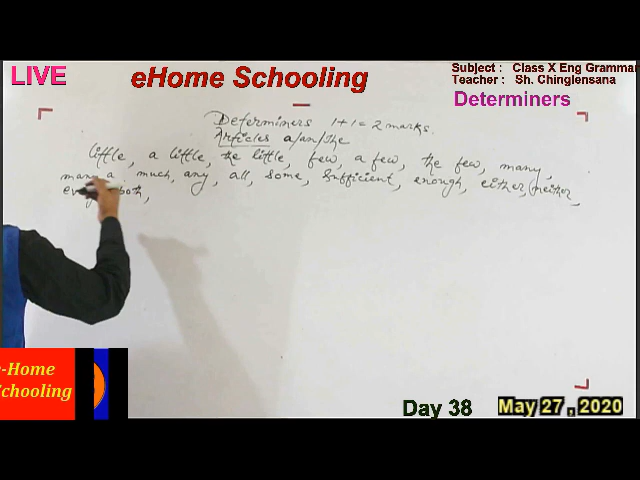 LIVE
eHome Schooling
Subject : Class X Eng Grammar
Teacher : Sh. Chinglensana
Determiners
Determiners 1+1=2 marks.
Articles a/an/The
little, a little, the little, few, a few, the few, many,
many a, much, any, all, some, sufficient, enough, either/neither,
both,
e-Home
Schooling
Day 38
May 27, 2020